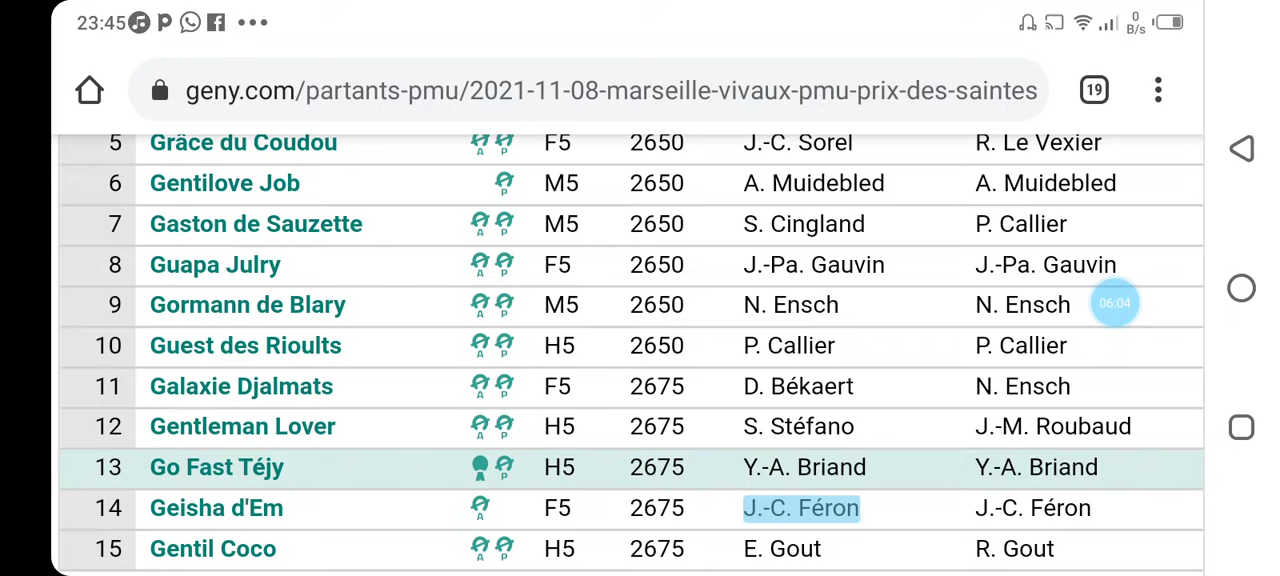 23:45 0 B/s
geny.com/partants-pmu/2021-11-08-marseille-vivaux-pmu-prix-des-saintes 19
5 Grâce du Coudou A P F5 2650 J.-C. Sorel R. Le Vexier
6 Gentilove Job P M5 2650 A. Muidebled A. Muidebled
7 Gaston de Sauzette A P M5 2650 S. Cingland P. Callier
8 Guapa Julry A P F5 2650 J.-Pa. Gauvin J.-Pa. Gauvin
9 Gormann de Blary A P M5 2650 N. Ensch N. Ensch 06:04
10 Guest des Rioults A P H5 2650 P. Callier P. Callier
11 Galaxie Djalmats A P F5 2675 D. Békaert N. Ensch
12 Gentleman Lover A P H5 2675 S. Stéfano J.-M. Roubaud
13 Go Fast Téjy A P H5 2675 Y.-A. Briand Y.-A. Briand
14 Geisha d'Em A F5 2675 J.-C. Féron J.-C. Féron
15 Gentil Coco A P H5 2675 E. Gout R. Gout